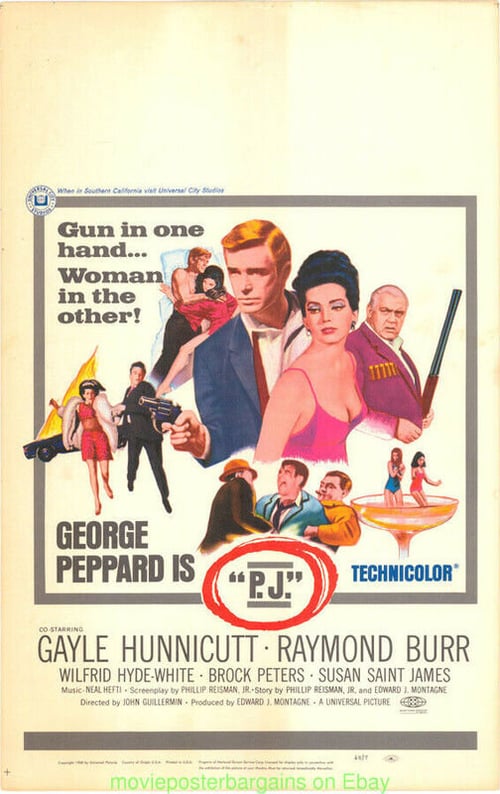 When in Southern California visit Universal City Studios
Gun in one
hand...
Woman
in the
other!
GEORGE
PEPPARD IS
"P.J."
TECHNICOLOR®
CO-STARRING
GAYLE HUNNICUTT · RAYMOND BURR
WILFRID HYDE-WHITE · BROCK PETERS · SUSAN SAINT JAMES
Music-NEAL HEFTI · Screenplay by PHILIP REISMAN, JR.·Story by PHILIP REISMAN, JR. and EDWARD J. MONTAGNE
Directed by JOHN GUILLERMIN · Produced by EDWARD J. MONTAGNE · A UNIVERSAL PICTURE
movieposterbargains on Ebay